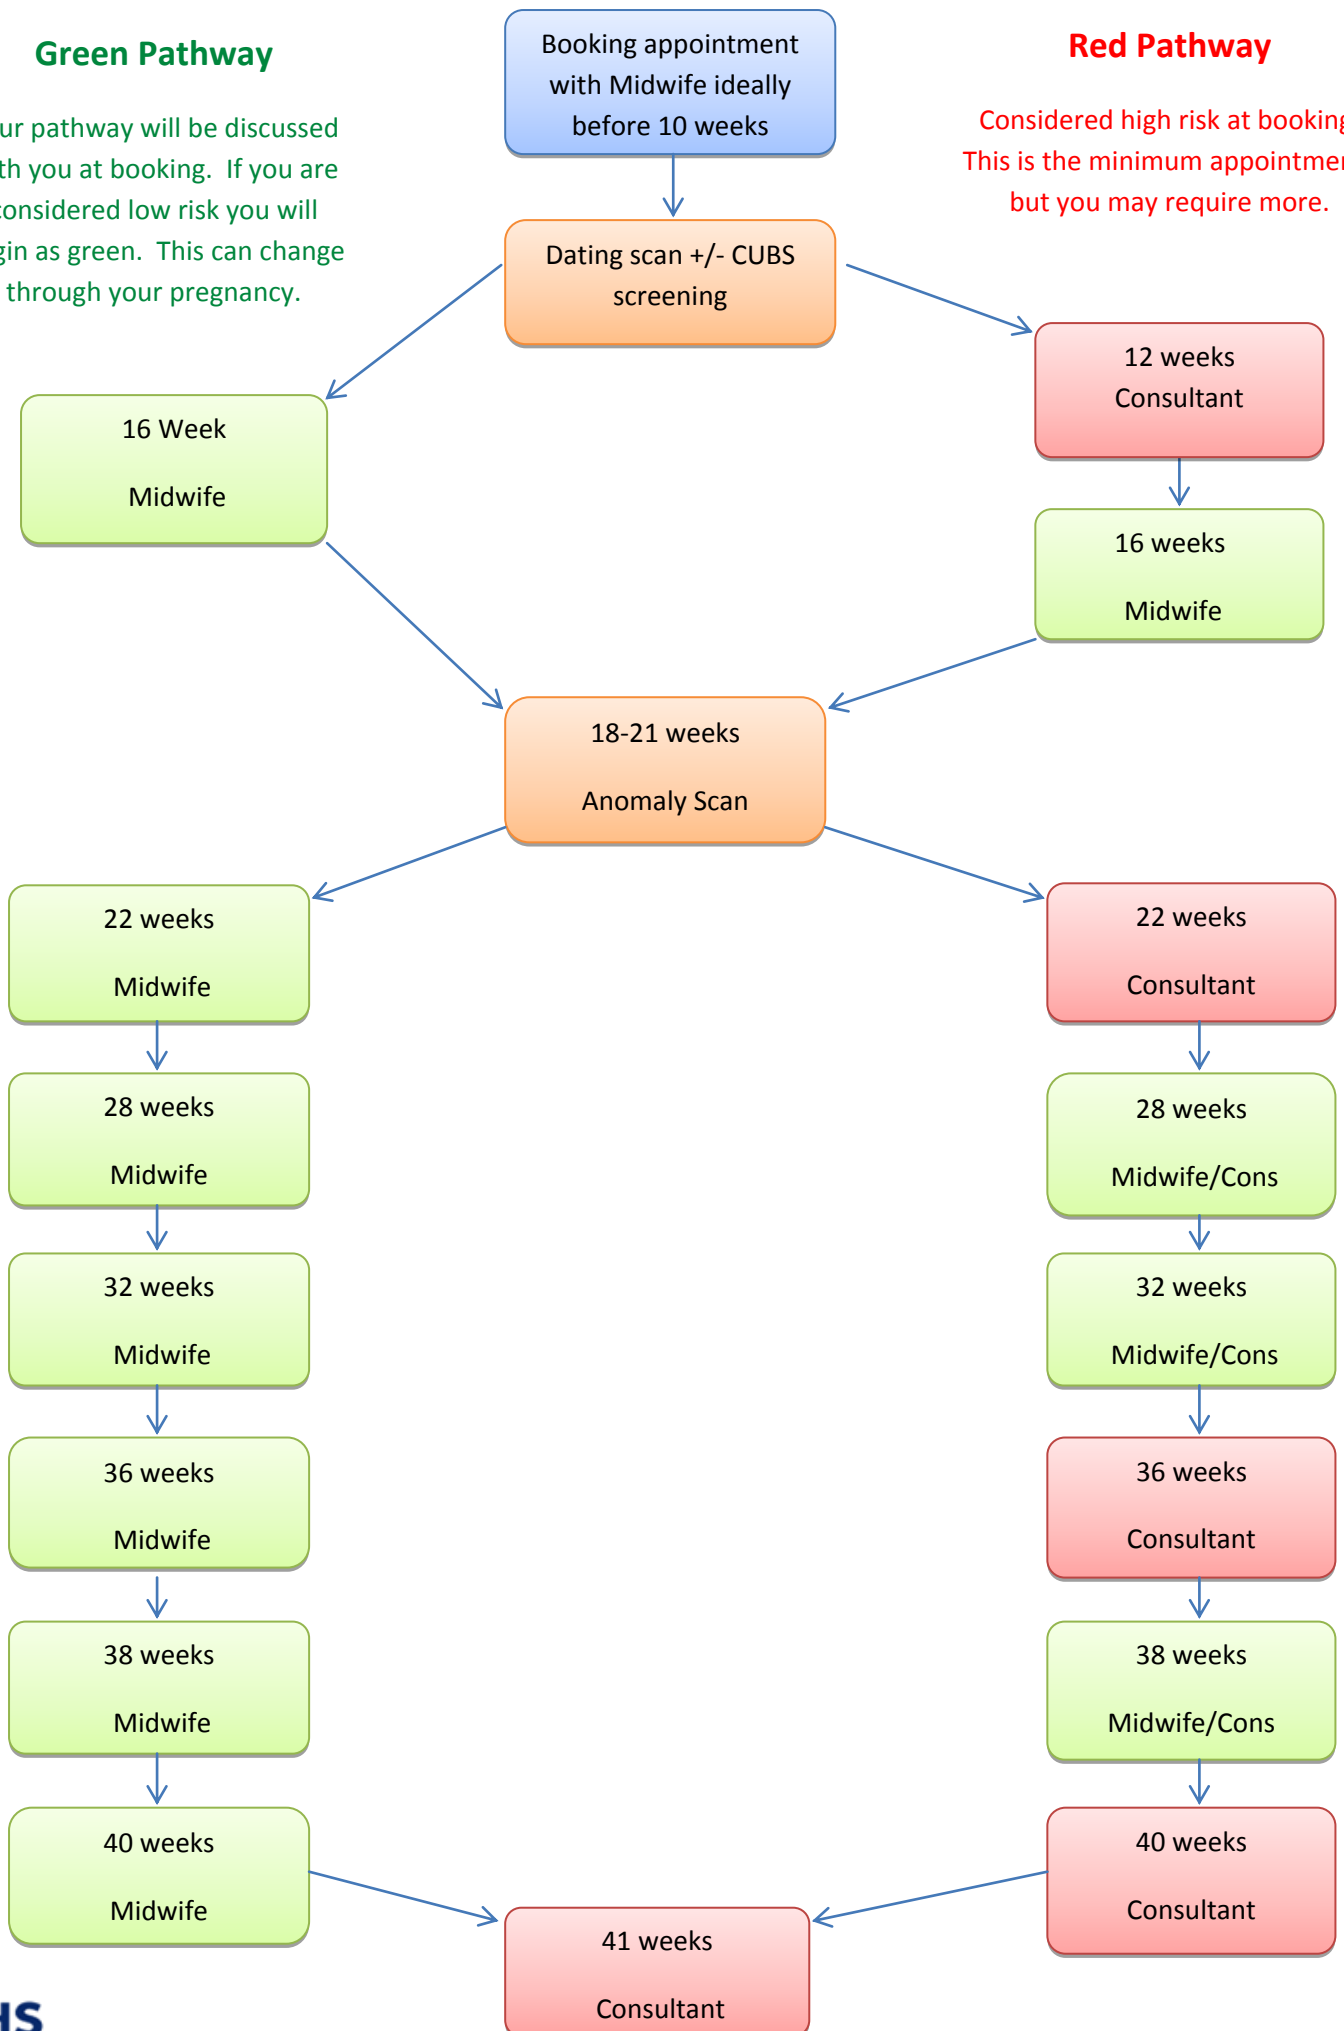 Green Pathway
ur pathway will be discussed
th you at booking. If you are
considered low risk you will
gin as green. This can change
through your pregnancy.
Booking appointment
with Midwife ideally
before 10 weeks
Red Pathway
Considered high risk at booking
This is the minimum appointmen
but you may require more.
Dating scan +/- CUBS
screening
12 weeks
Consultant
16 Week
Midwife
16 weeks
Midwife
18-21 weeks
Anomaly Scan
22 weeks
Midwife
28 weeks
Midwife
32 weeks
Midwife
36 weeks
Midwife
38 weeks
Midwife
40 weeks
Midwife
22 weeks
Consultant
28 weeks
Midwife/Cons
32 weeks
Midwife/Cons
36 weeks
Consultant
38 weeks
Midwife/Cons
40 weeks
Consultant
41 weeks
Consultant